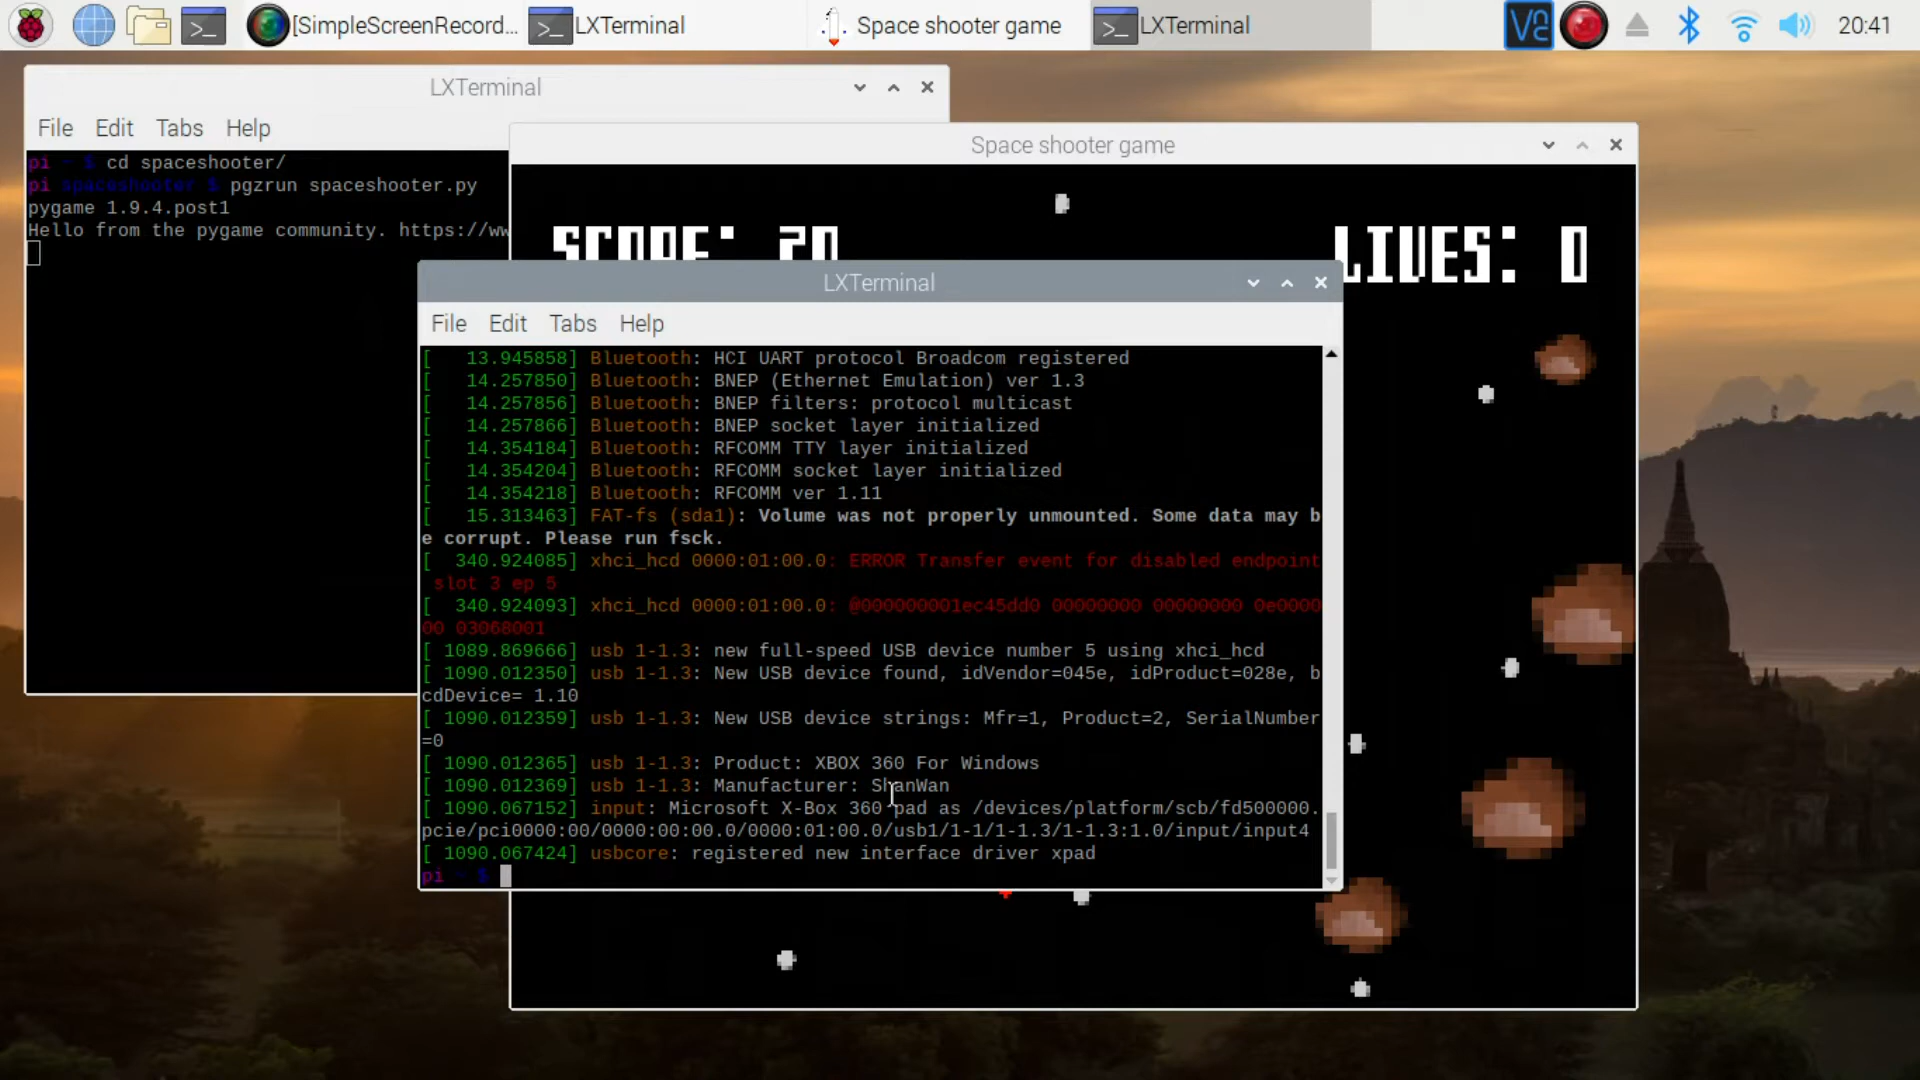 [SimpleScreenRecord...
LXTerminal
Space shooter game
LXTerminal
20:41
LXTerminal
File Edit Tabs Help
pi ~ $ cd spaceshooter/
pi spaceshooter $ pgzrun spaceshooter.py
pygame 1.9.4.post1
Hello from the pygame community. https://ww
Space shooter game
SCORE: 20
LIVES: 0
LXTerminal
File Edit Tabs Help
[   13.945858] Bluetooth: HCI UART protocol Broadcom registered
[   14.257850] Bluetooth: BNEP (Ethernet Emulation) ver 1.3
[   14.257856] Bluetooth: BNEP filters: protocol multicast
[   14.257866] Bluetooth: BNEP socket layer initialized
[   14.354184] Bluetooth: RFCOMM TTY layer initialized
[   14.354204] Bluetooth: RFCOMM socket layer initialized
[   14.354218] Bluetooth: RFCOMM ver 1.11
[   15.313463] FAT-fs (sda1): Volume was not properly unmounted. Some data may b
e corrupt. Please run fsck.
[  340.924085] xhci_hcd 0000:01:00.0: ERROR Transfer event for disabled endpoint
 slot 3 ep 5
[  340.924093] xhci_hcd 0000:01:00.0: @000000001ec45dd0 00000000 00000000 0e0000
00 03068001
[ 1089.869666] usb 1-1.3: new full-speed USB device number 5 using xhci_hcd
[ 1090.012350] usb 1-1.3: New USB device found, idVendor=045e, idProduct=028e, b
cdDevice= 1.10
[ 1090.012359] usb 1-1.3: New USB device strings: Mfr=1, Product=2, SerialNumber
=0
[ 1090.012365] usb 1-1.3: Product: XBOX 360 For Windows
[ 1090.012369] usb 1-1.3: Manufacturer: ShanWan
[ 1090.067152] input: Microsoft X-Box 360 pad as /devices/platform/scb/fd500000.
pcie/pci0000:00/0000:00:00.0/0000:01:00.0/usb1/1-1/1-1.3/1-1.3:1.0/input/input4
[ 1090.067424] usbcore: registered new interface driver xpad
pi ~ $